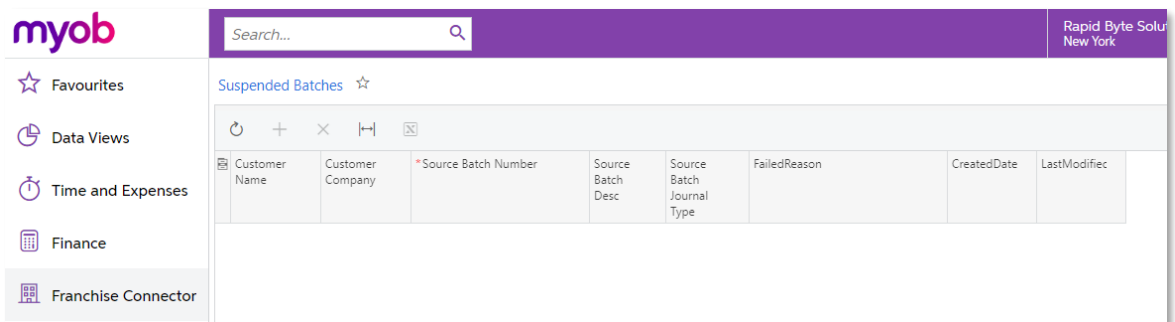 myob
Search...
Rapid Byte Solu
New York
Favourites
Data Views
Time and Expenses
Finance
Franchise Connector
Suspended Batches
Customer
Name
Customer
Company
*Source Batch Number
Source
Batch
Desc
Source
Batch
Journal
Type
FailedReason
CreatedDate
LastModifiec